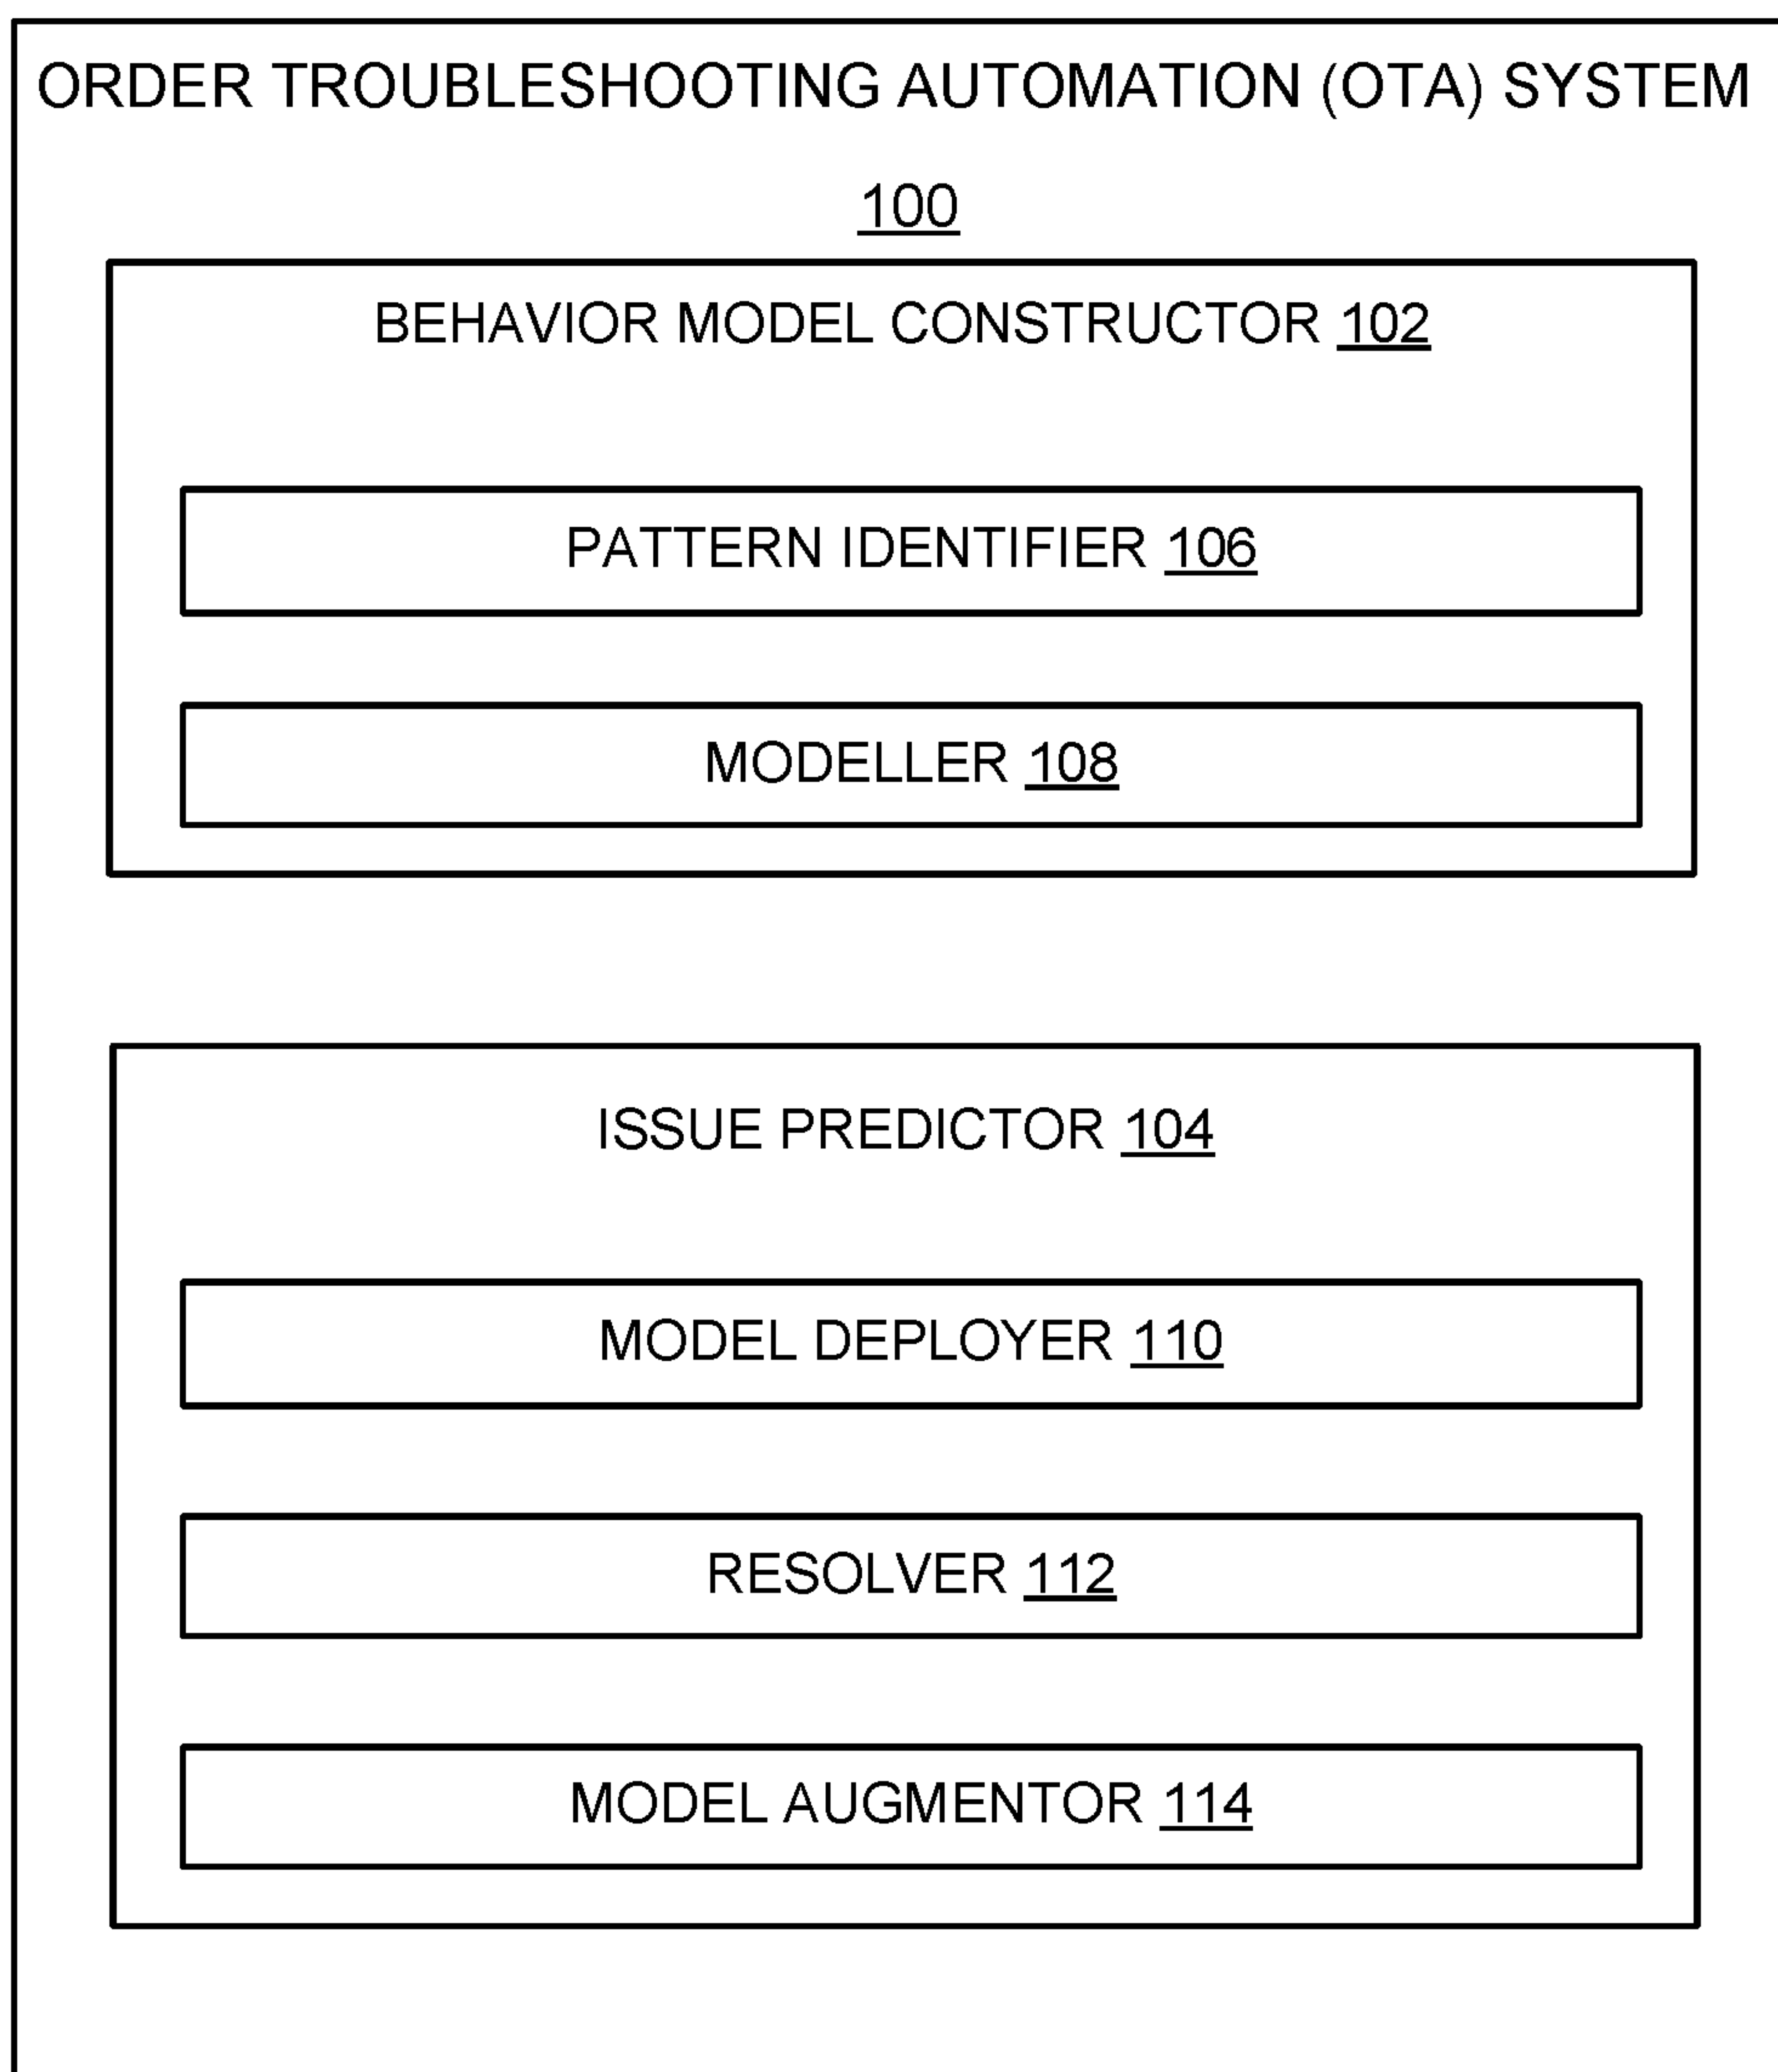 ORDER TROUBLESHOOTING AUTOMATION (OTA) SYSTEM
100
BEHAVIOR MODEL CONSTRUCTOR 102
PATTERN IDENTIFIER 106
MODELLER 108
ISSUE PREDICTOR 104
MODEL DEPLOYER 110
RESOLVER 112
MODEL AUGMENTOR 114